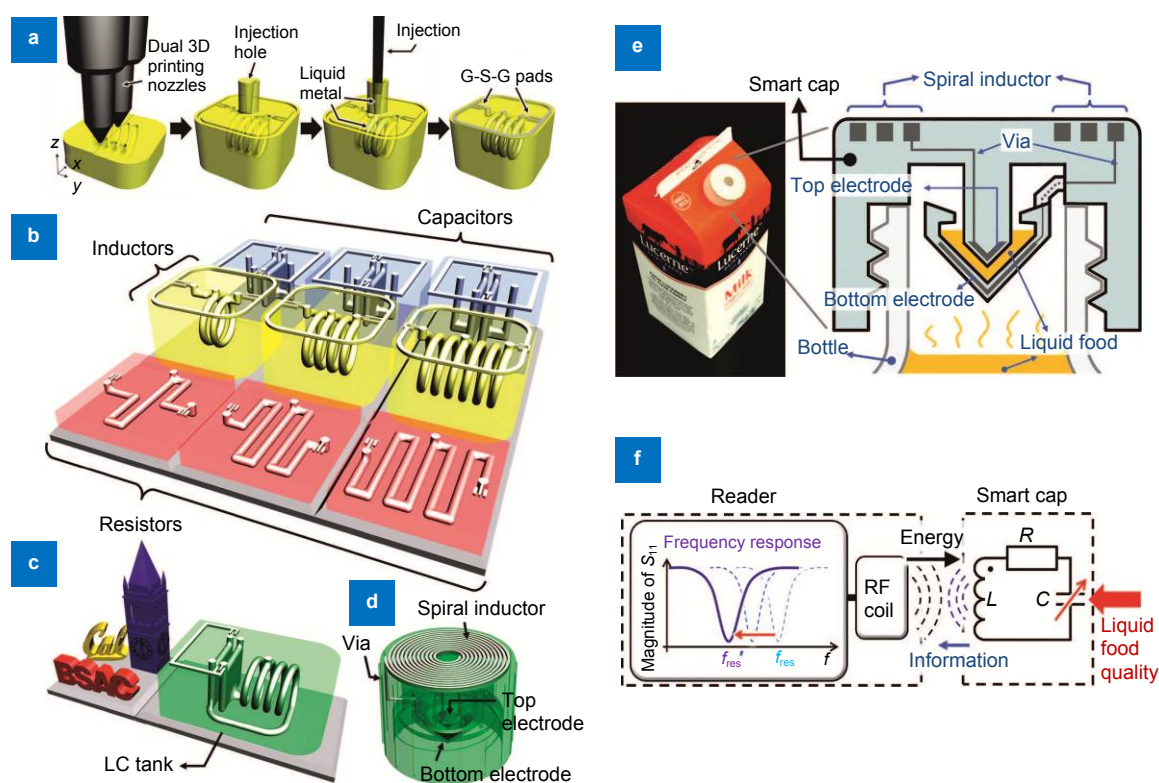 a
Dual 3D
printing
nozzles
Injection
hole
Liquid
metal
Injection
G-S-G pads
z
x
y
b
Inductors
Capacitors
Resistors
c
Cal
BSAC
LC tank
d
Spiral inductor
Via
Top
electrode
Bottom electrode
e
Smart cap
Spiral inductor
Via
Top electrode
Bottom electrode
Liquid food
Bottle
Lucerne
Lucerne
Milk
f
Reader
Smart cap
Frequency response
Magnitude of S11
fres'
fres
f
RF
coil
Energy
Information
R
L
C
Liquid
food
quality